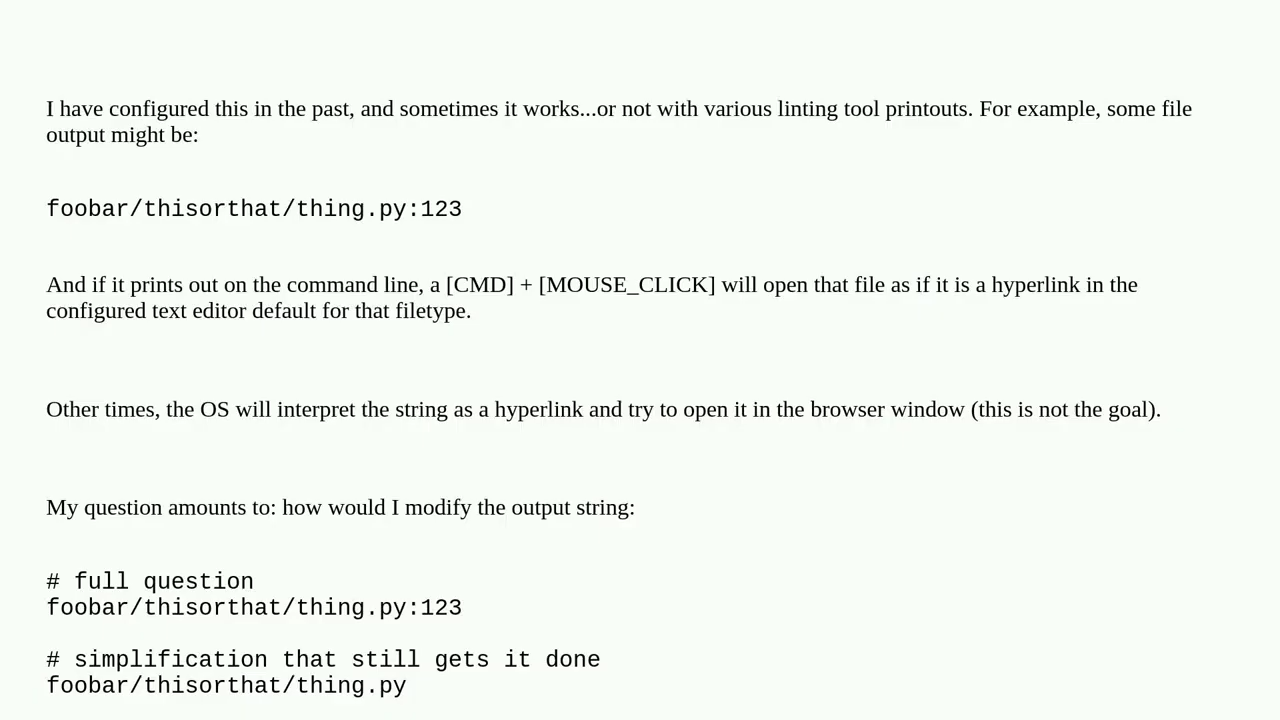 I have configured this in the past, and sometimes it works...or not with various linting tool printouts. For example, some file
output might be:
foobar/thisorthat/thing.py:123
And if it prints out on the command line, a [CMD] + [MOUSE_CLICK] will open that file as if it is a hyperlink in the
configured text editor default for that filetype.
Other times, the OS will interpret the string as a hyperlink and try to open it in the browser window (this is not the goal).
My question amounts to: how would I modify the output string:
# full question
foobar/thisorthat/thing.py:123
# simplification that still gets it done
foobar/thisorthat/thing.py